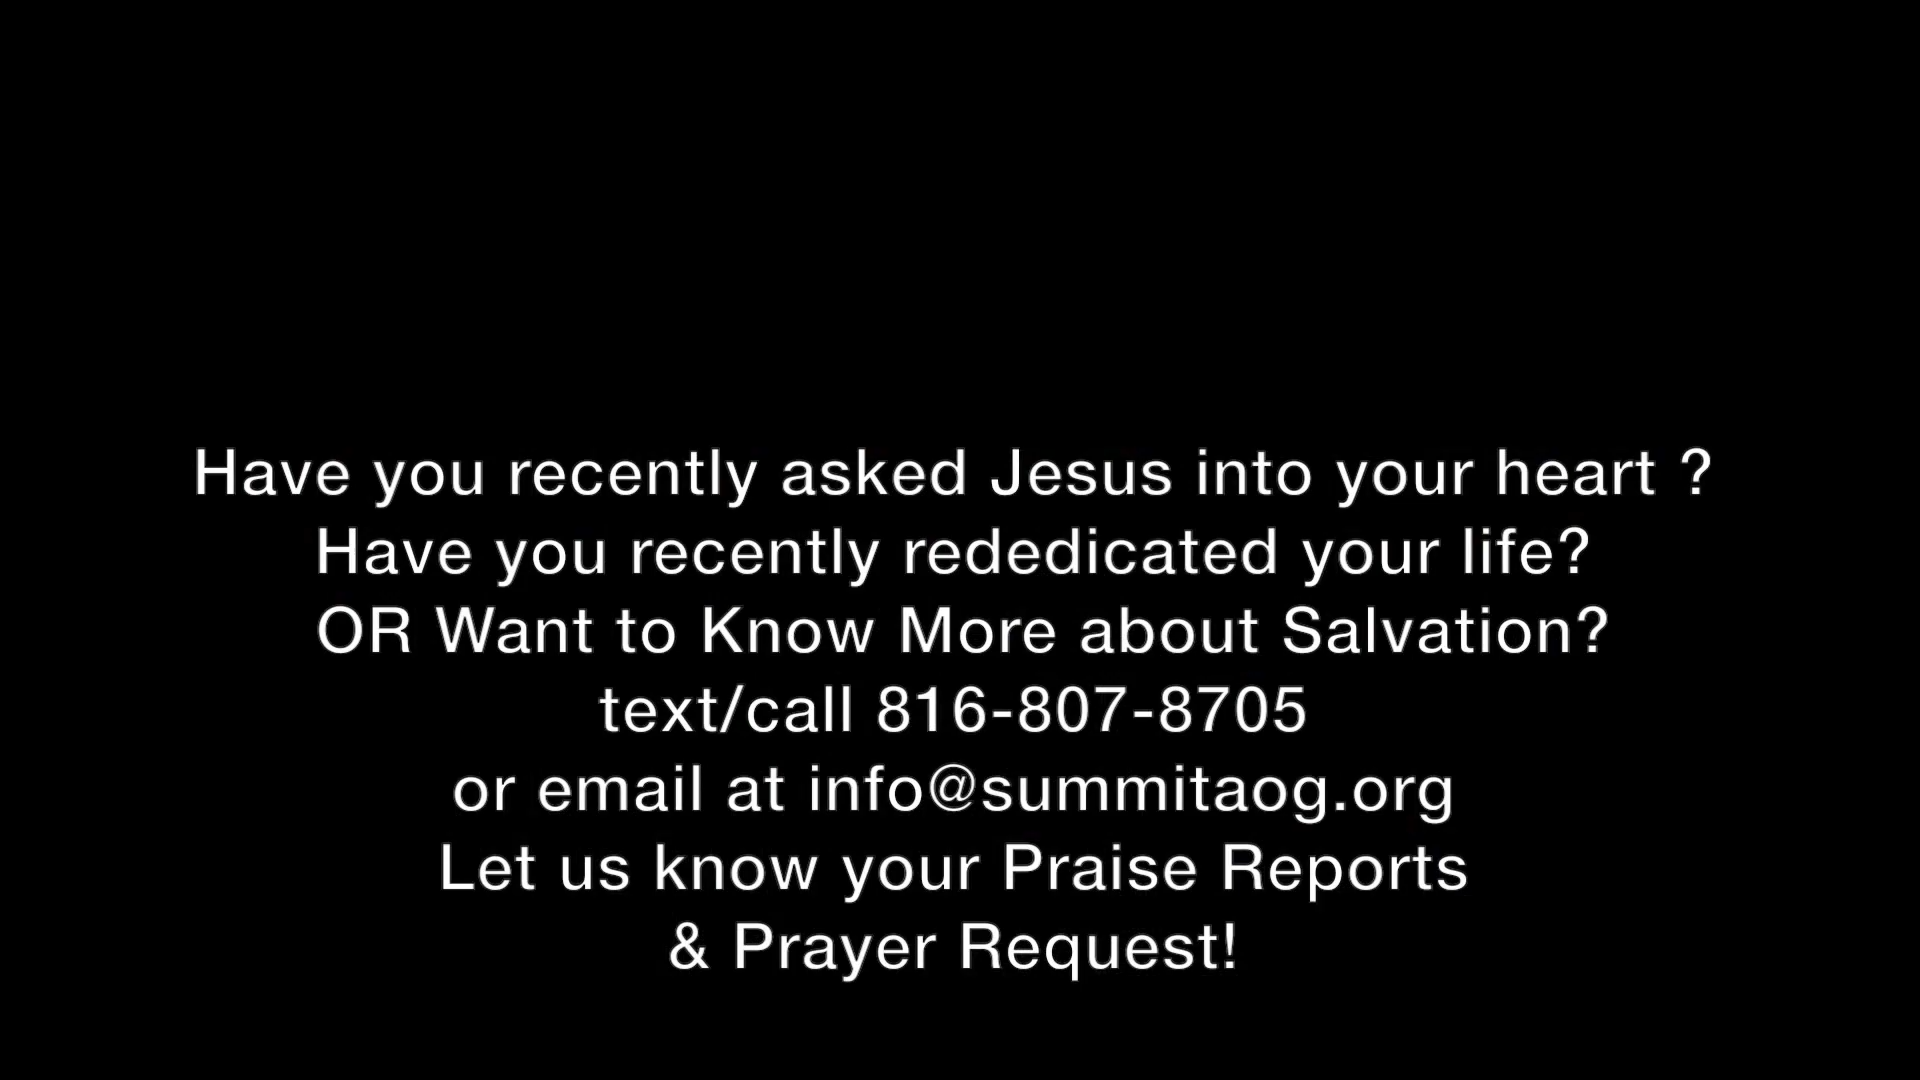 Have you recently asked Jesus into your heart ?
Have you recently rededicated your life?
OR Want to Know More about Salvation?
text/call 816-807-8705
or email at info@summitaog.org
Let us know your Praise Reports
& Prayer Request!